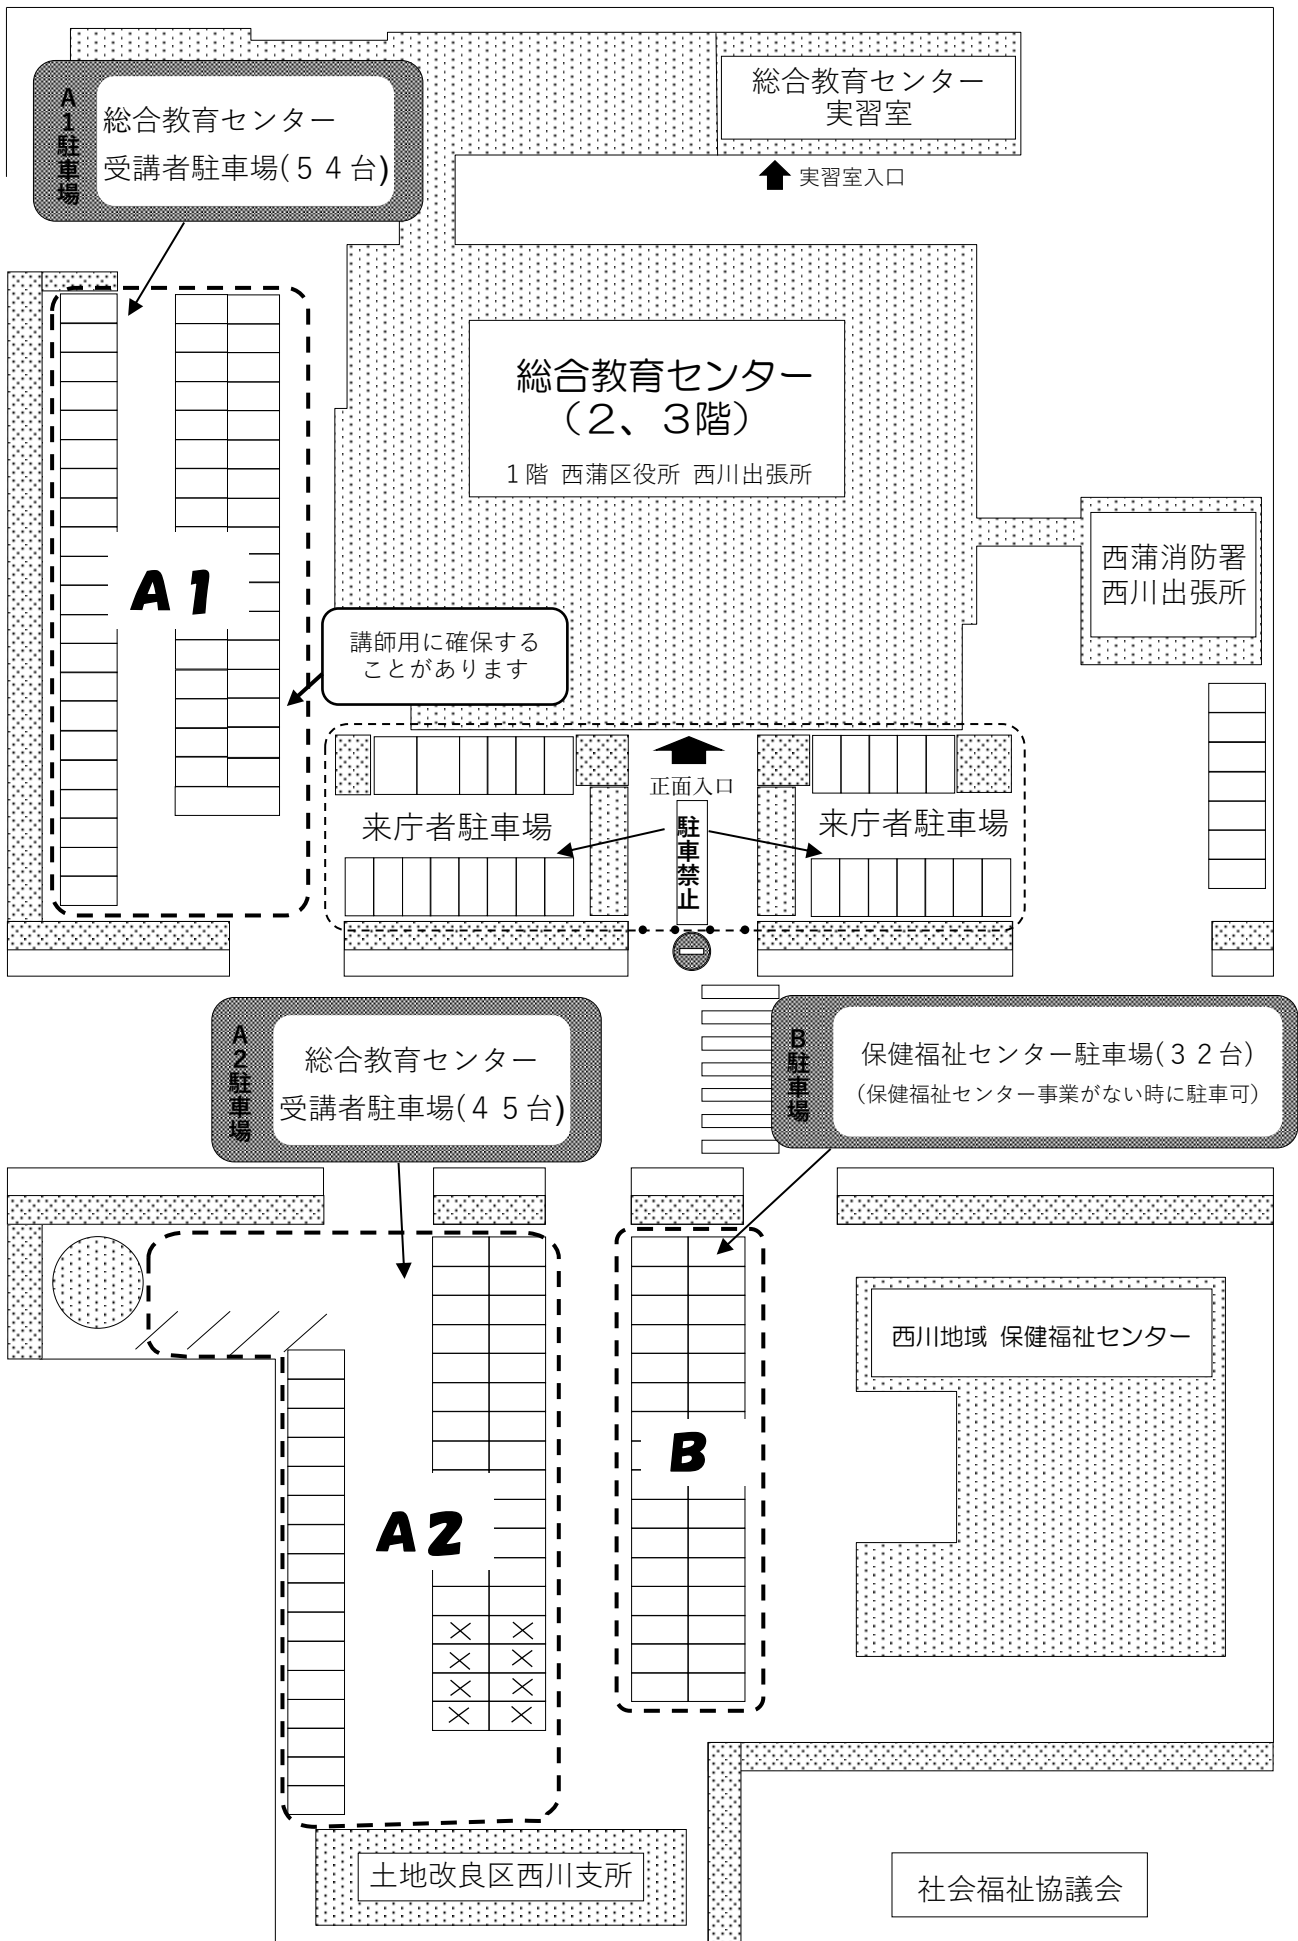 総合教育センター
実習室
実習室入口
A1駐車場
総合教育センター
受講者駐車場(54台)
総合教育センター
(2、3階)
1階 西蒲区役所 西川出張所
西蒲消防署
西川出張所
A1
講師用に確保する
ことがあります
正面入口
来庁者駐車場
駐車禁止
来庁者駐車場
A2駐車場
総合教育センター
受講者駐車場(45台)
B駐車場
保健福祉センター駐車場(32台)
(保健福祉センター事業がない時に駐車可)
西川地域 保健福祉センター
B
A2
土地改良区西川支所
社会福祉協議会